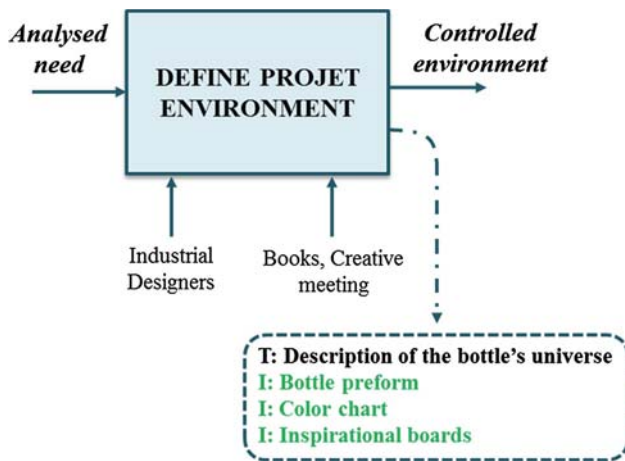 Analysed
need
DEFINE PROJET
ENVIRONMENT
Controlled
environment
Industrial
Designers
Books, Creative
meeting
T: Description of the bottle's universe
I: Bottle preform
I: Color chart
I: Inspirational boards